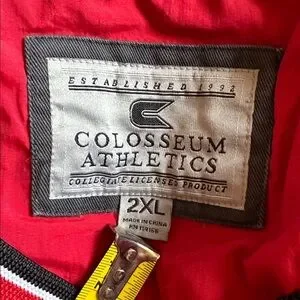 ESTABLISHED 1992
COLOSSEUM
ATHLETICS
COLLEGIATE LICENSED PRODUCT
2XL
MADE IN CHINA